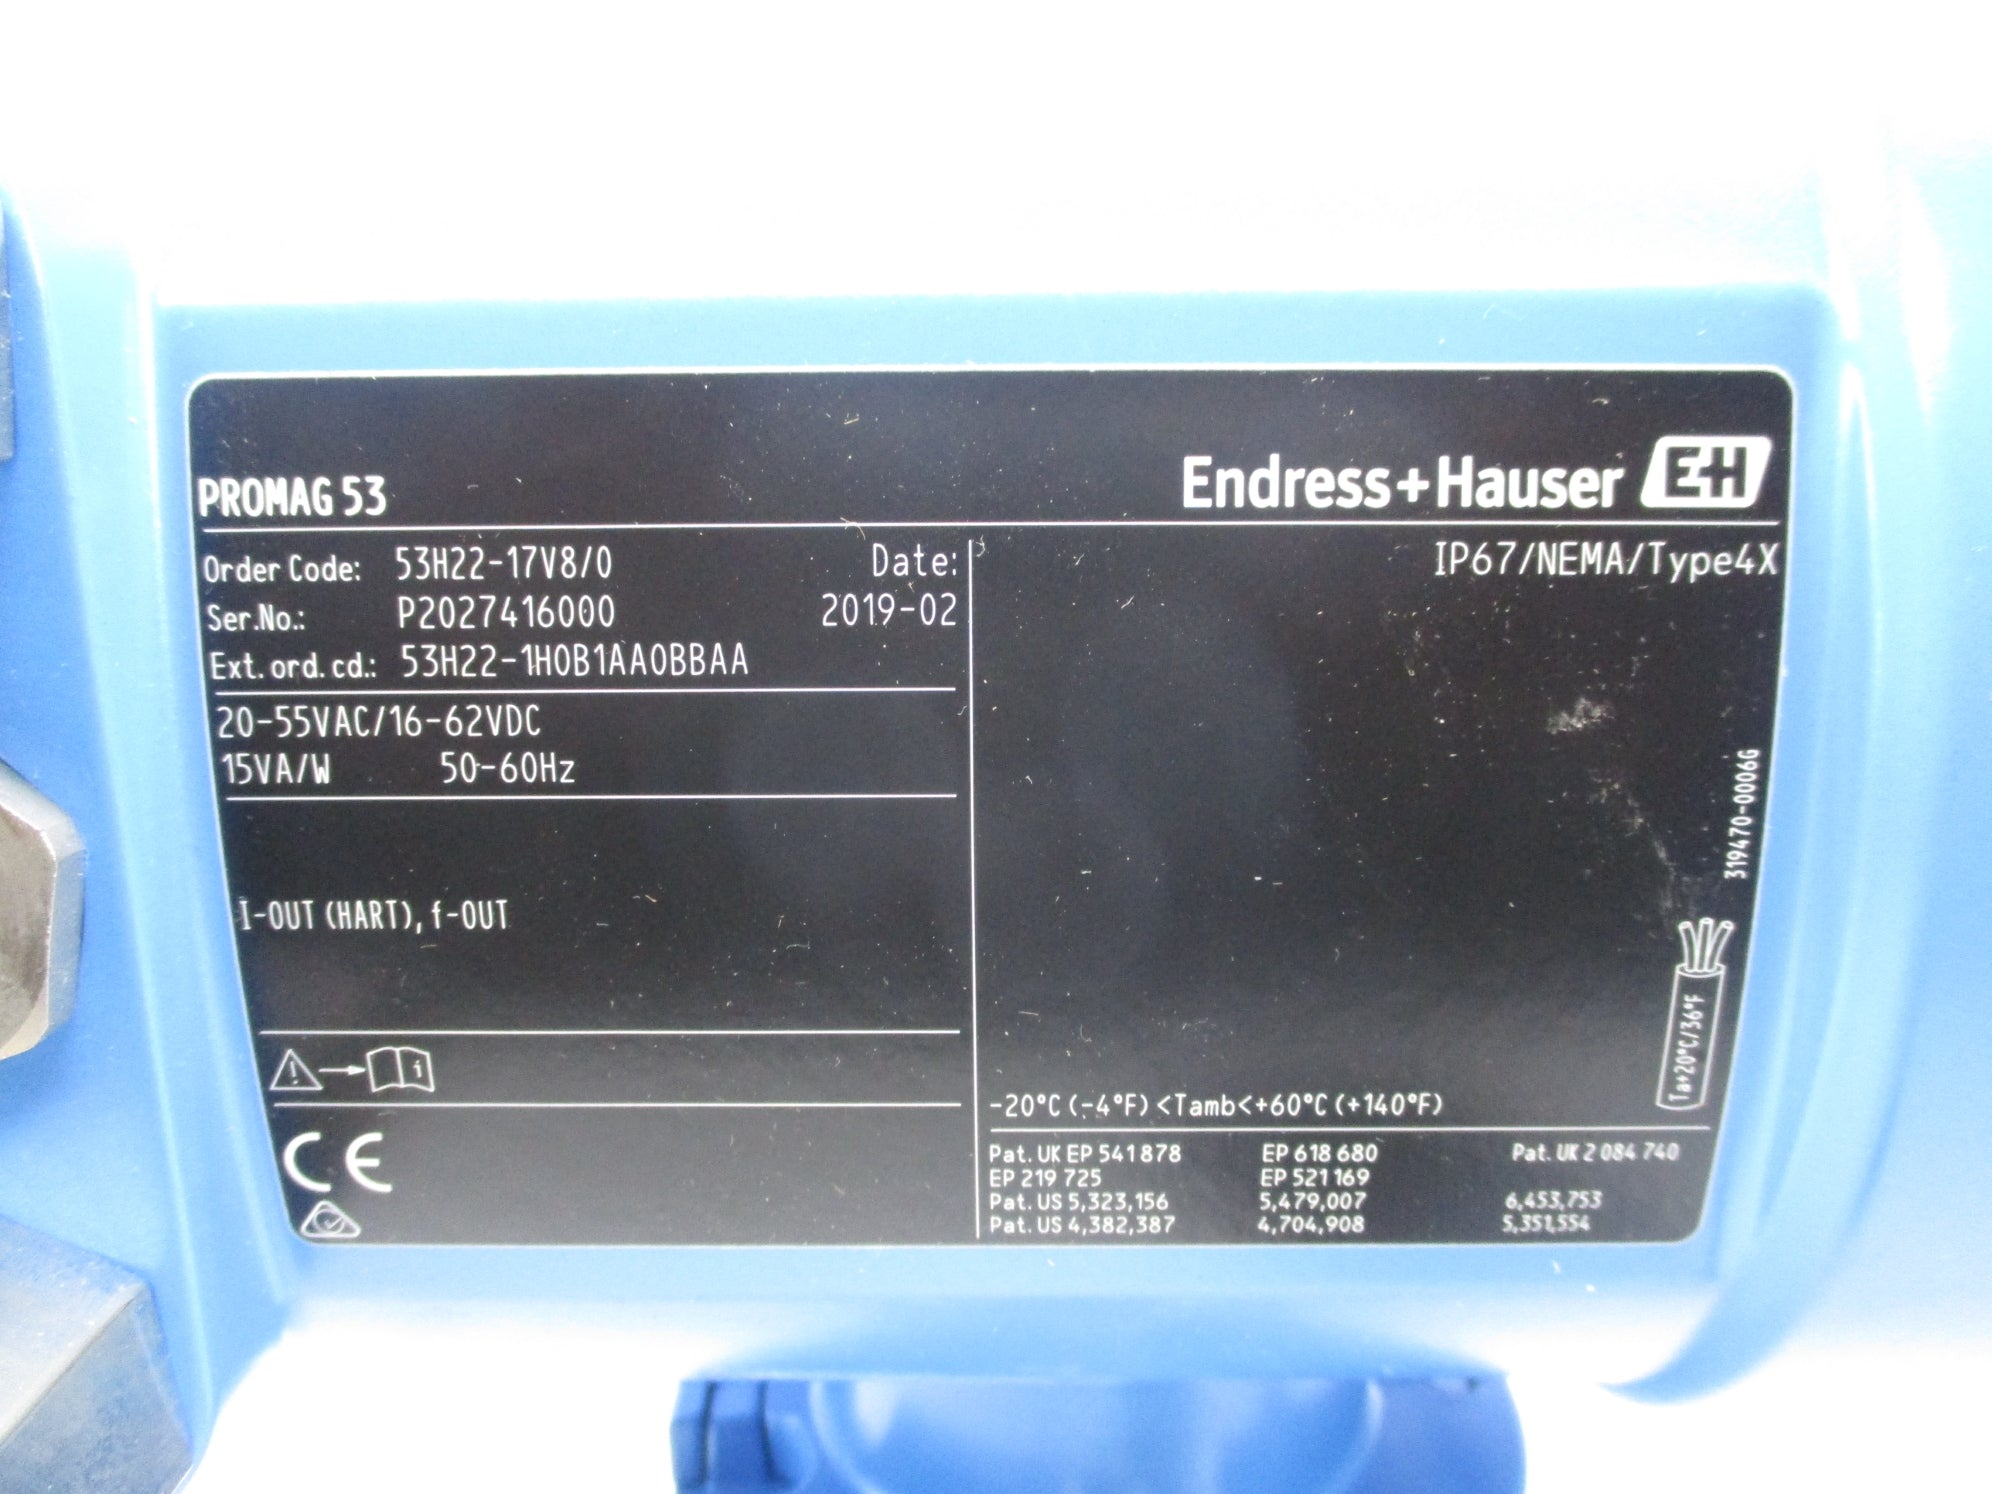 PROMAG 53
Endress+Hauser EH
Order Code: 53H22-17V8/0
Ser.No.: P2027416000
Ext. ord. cd.: 53H22-1H0B1AA0BBAA
Date:
2019-02
20-55VAC/16-62VDC
15VA/W 50-60Hz
I-OUT (HART), f-OUT
i
CE
IP67/NEMA/Type4X
319470-0006G
Ta+20°C/36°F
-20°C (-4°F) <Tamb<+60°C (+140°F)
Pat. UK EP 541 878 EP 618 680 Pat. UK 2 084 740
EP 219 725 EP 521 169
Pat. US 5,323,156 5,479,007 6,453,753
Pat. US 4,382,387 4,704,908 5,351,554